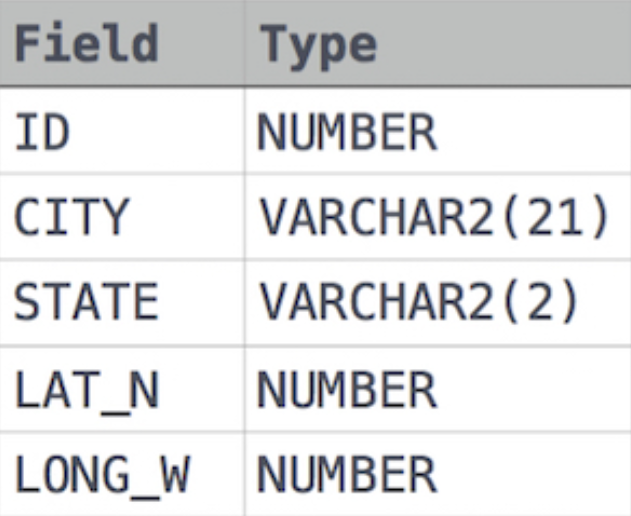 Field Type
ID NUMBER
CITY VARCHAR2(21)
STATE VARCHAR2(2)
LAT_N NUMBER
LONG_W NUMBER